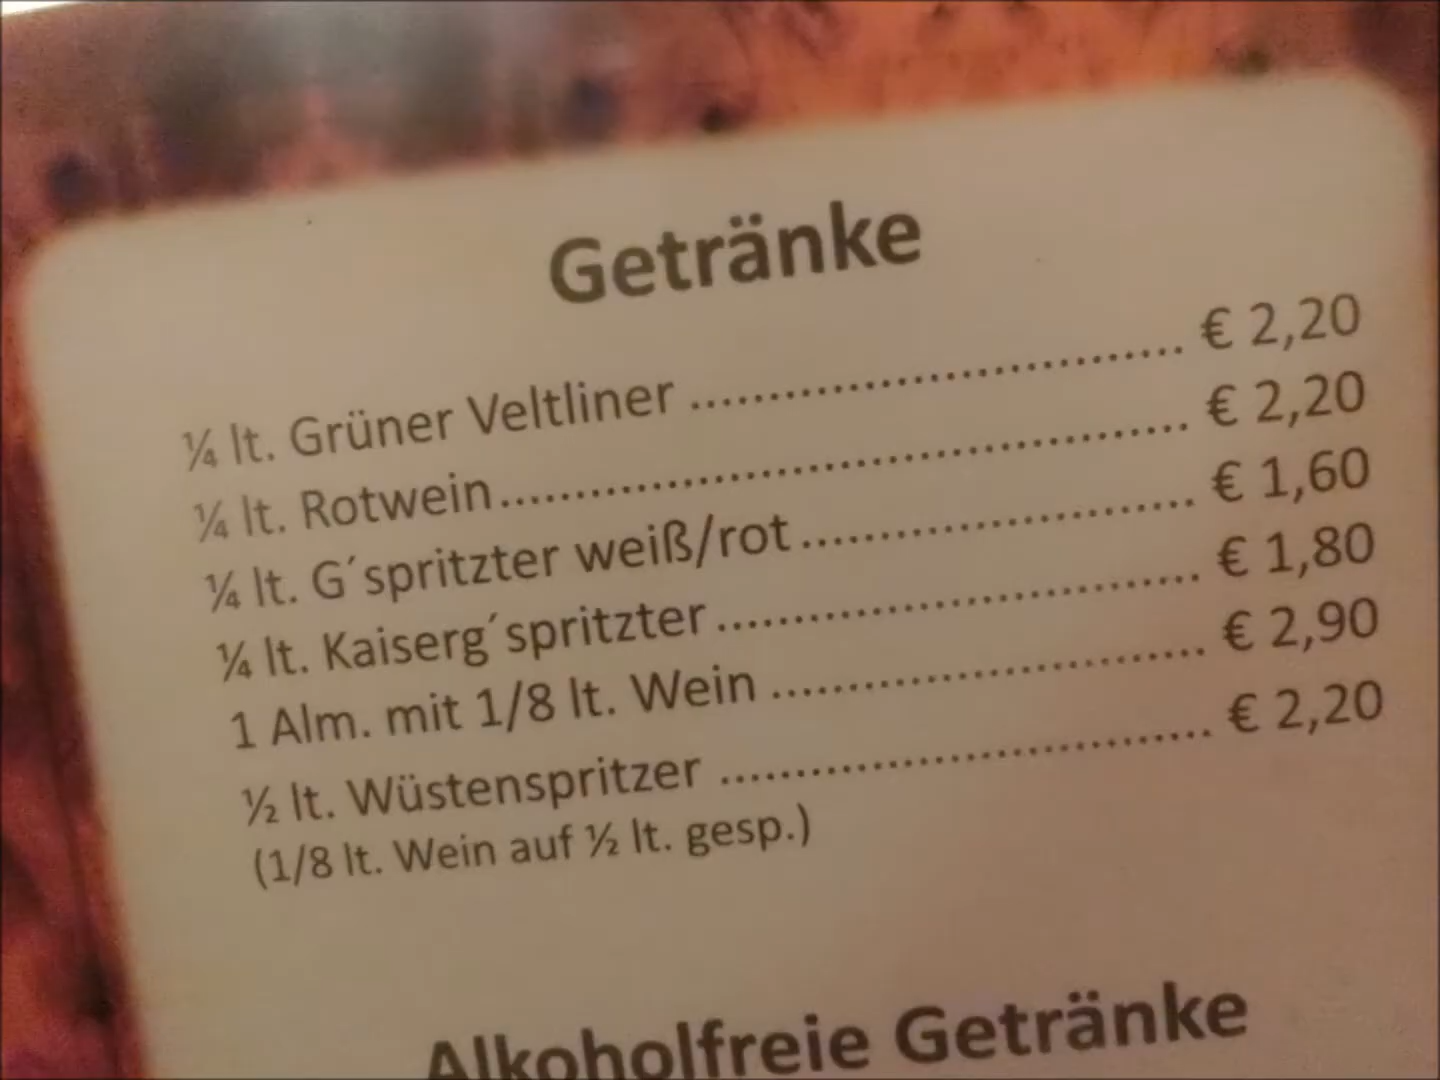 Getränke
¼ lt. Grüner Veltliner ................................ € 2,20
¼ lt. Rotwein.............................................. € 2,20
¼ lt. G´spritzter weiß/rot .......................... € 1,60
¼ lt. Kaiserg´spritzter ................................ € 1,80
1 Alm. mit 1/8 lt. Wein ............................. € 2,90
½ lt. Wüstenspritzer ................................. € 2,20
(1/8 lt. Wein auf ½ lt. gesp.)
Alkoholfreie Getränke